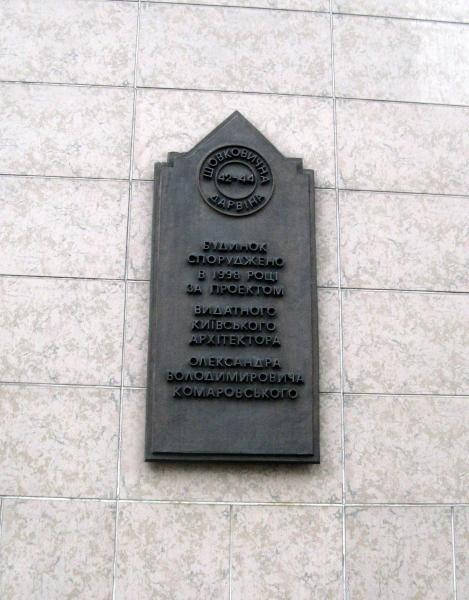 ШОВКОВИЧНА
42-44
ДАРВІНА
БУДИНОК
СПОРУДЖЕНО
В 1998 РОЦІ
ЗА ПРОЕКТОМ
ВИДАТНОГО
КИЇВСЬКОГО
АРХІТЕКТОРА
ОЛЕКСАНДРА
ВОЛОДИМИРОВИЧА
КОМАРОВСЬКОГО